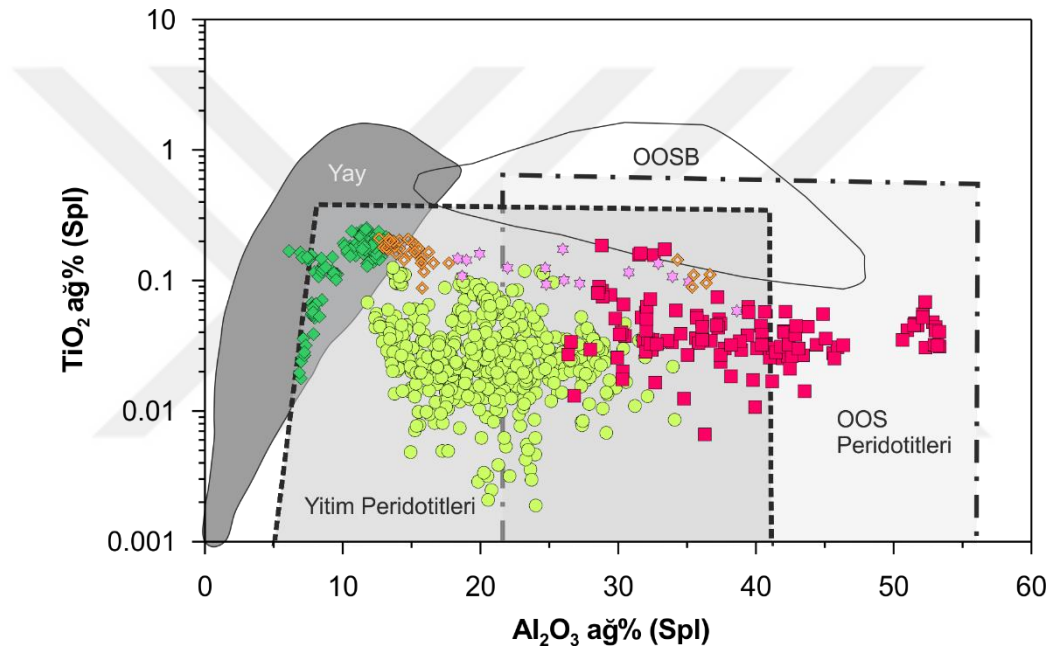 10
1
0.1
0.01
0.001
TiO₂ ağ% (Spl)
Yay
OOSB
OOS
Peridotitleri
Yitim Peridotitleri
0
10
20
30
40
50
60
Al₂O₃ ağ% (Spl)